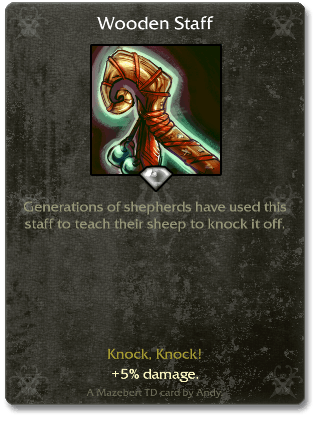 Wooden Staff
Generations of shepherds have used this
staff to teach their sheep to knock it off.
Knock, Knock!
+5% damage.
A Mazebert TD card by Andy